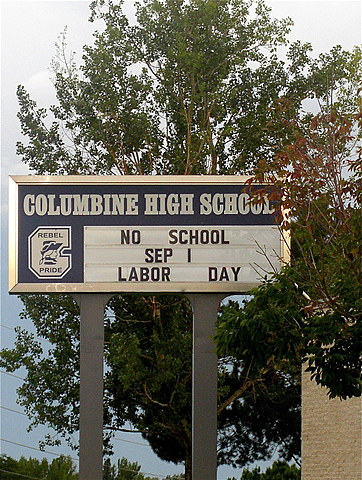 COLUMBINE HIGH SCHOOL
REBEL
PRIDE
NO SCHOOL
SEP 1
LABOR DAY